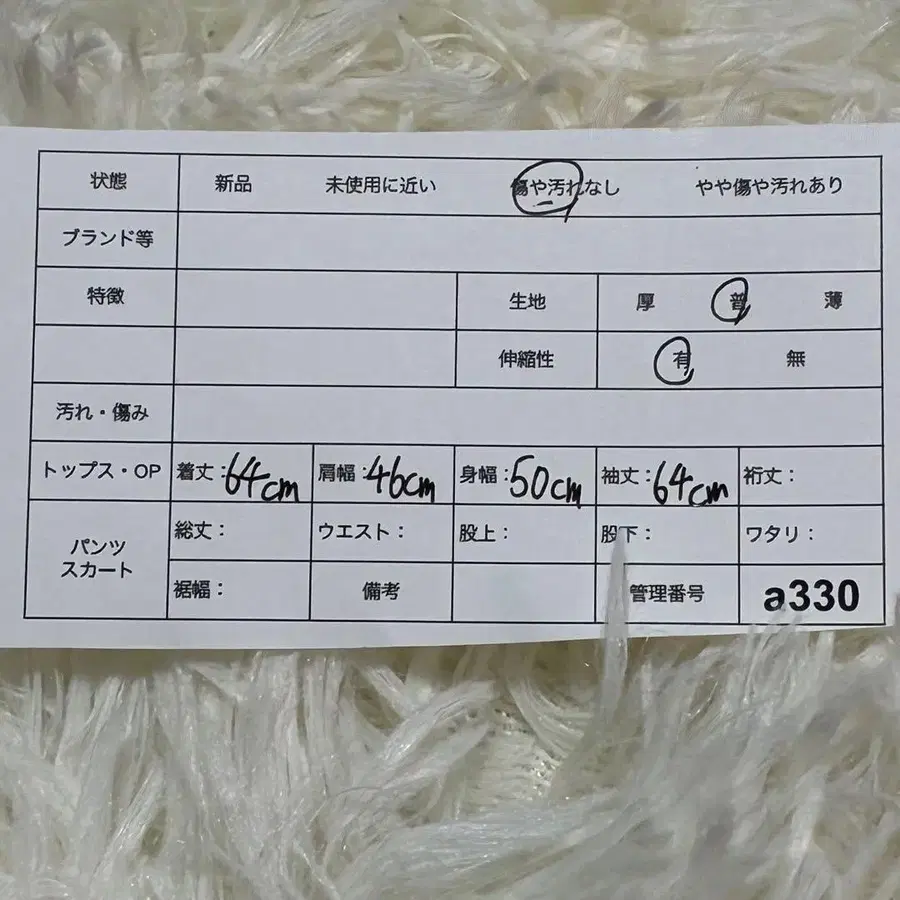 状態 新品 未使用に近い 傷や汚れなし やや傷や汚れあり
ブランド等
特徴 生地 厚 普 薄
伸縮性 有 無
汚れ・傷み
トップス・OP 着丈：64cm 肩幅：46cm 身幅：50cm 袖丈：64cm 裄丈：
パンツ
スカート
総丈： ウエスト： 股上： 股下： ワタリ：
裾幅： 備考 管理番号 a330